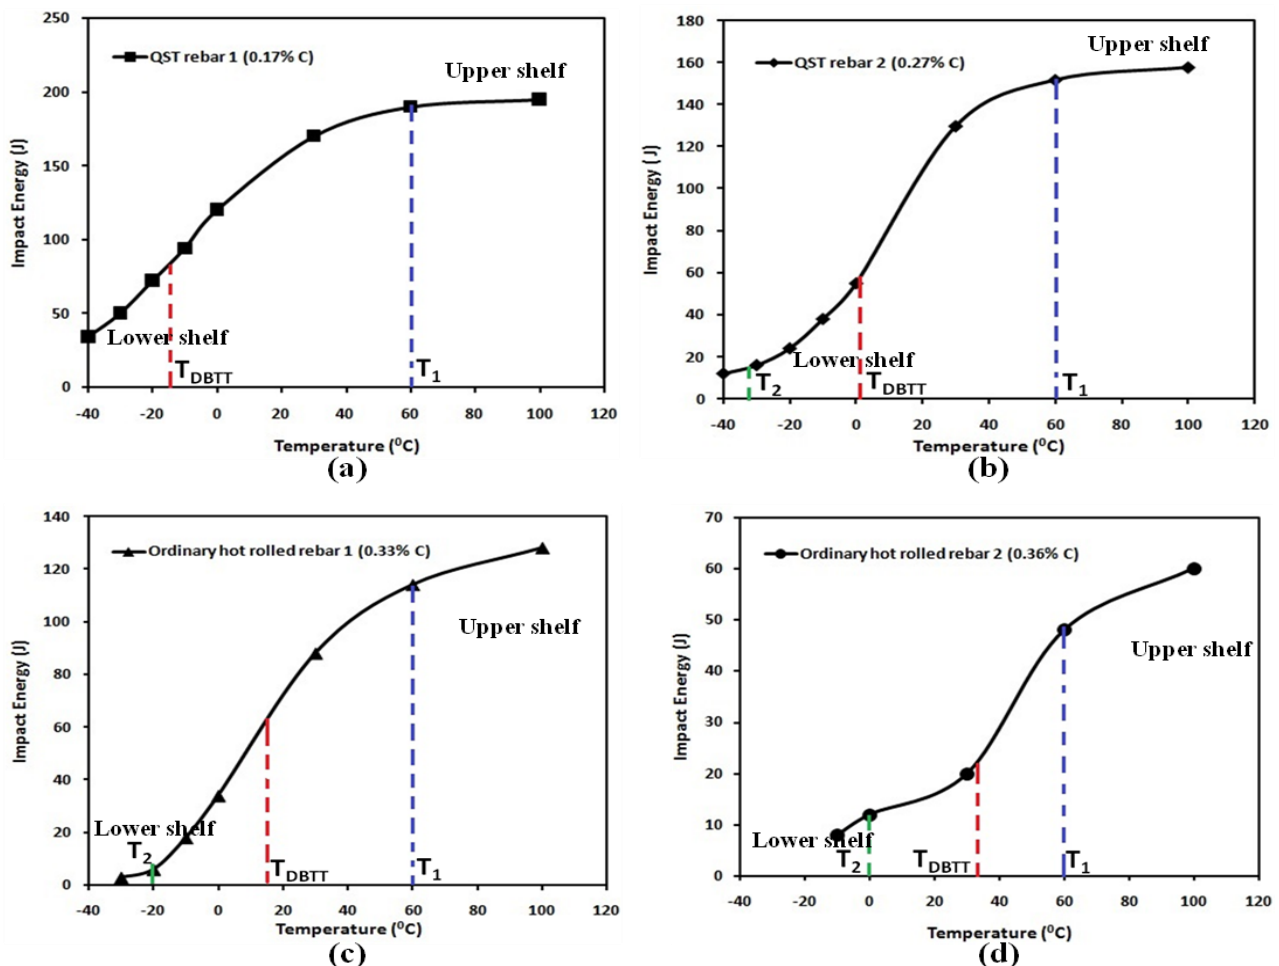 250
200
150
100
50
0
Impact Energy (J)
QST rebar 1 (0.17% C)
Upper shelf
Lower shelf
T DBTT
T1
-40 -20 0 20 40 60 80 100 120
Temperature (⁰C)
(a)
180
160
140
120
100
80
60
40
20
0
Impact Energy ( J)
QST rebar 2 (0.27% C)
Upper shelf
Lower shelf
T2
T DBTT
T1
-40 -20 0 20 40 60 80 100 120
Temperature (⁰C)
(b)
140
120
100
80
60
40
20
0
Impact Energy (J)
Ordinary hot rolled rebar 1 (0.33% C)
Upper shelf
Lower shelf
T2
T DBTT
T1
-40 -20 0 20 40 60 80 100 120
Temperature (⁰C)
(c)
70
60
50
40
30
20
10
0
Impact Energy (J)
Ordinary hot rolled rebar 2 (0.36% C)
Upper shelf
Lower shelf
T2
T DBTT
T1
-40 -20 0 20 40 60 80 100 120
Temperature (⁰C)
(d)